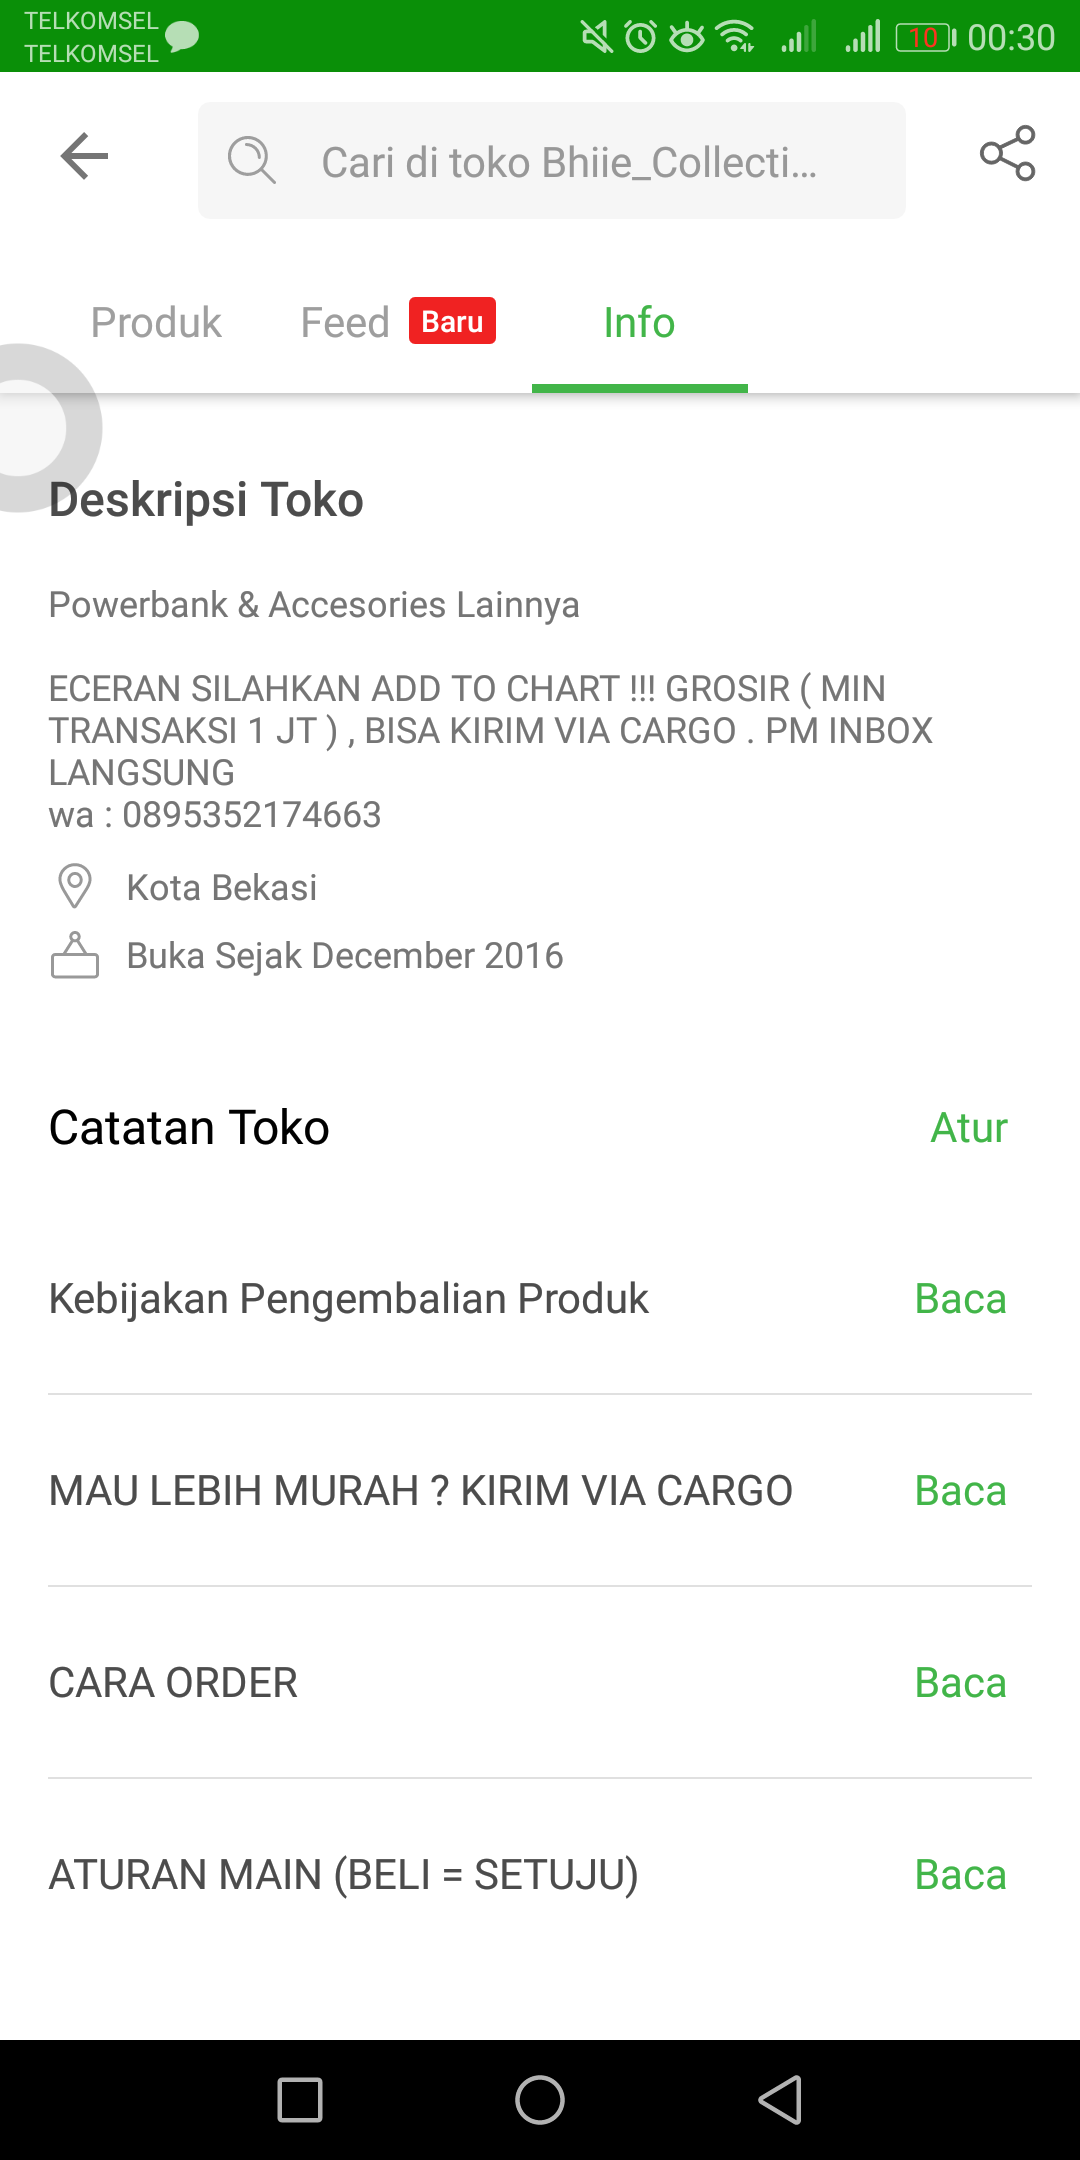 TELKOMSEL
TELKOMSEL
10 00:30
Cari di toko Bhiie_Collecti...
Produk Feed Baru Info
Deskripsi Toko
Powerbank & Accesories Lainnya
ECERAN SILAHKAN ADD TO CHART !!! GROSIR ( MIN
TRANSAKSI 1 JT ) , BISA KIRIM VIA CARGO . PM INBOX
LANGSUNG
wa : 0895352174663
Kota Bekasi
Buka Sejak December 2016
Catatan Toko Atur
Kebijakan Pengembalian Produk Baca
MAU LEBIH MURAH ? KIRIM VIA CARGO Baca
CARA ORDER Baca
ATURAN MAIN (BELI = SETUJU) Baca